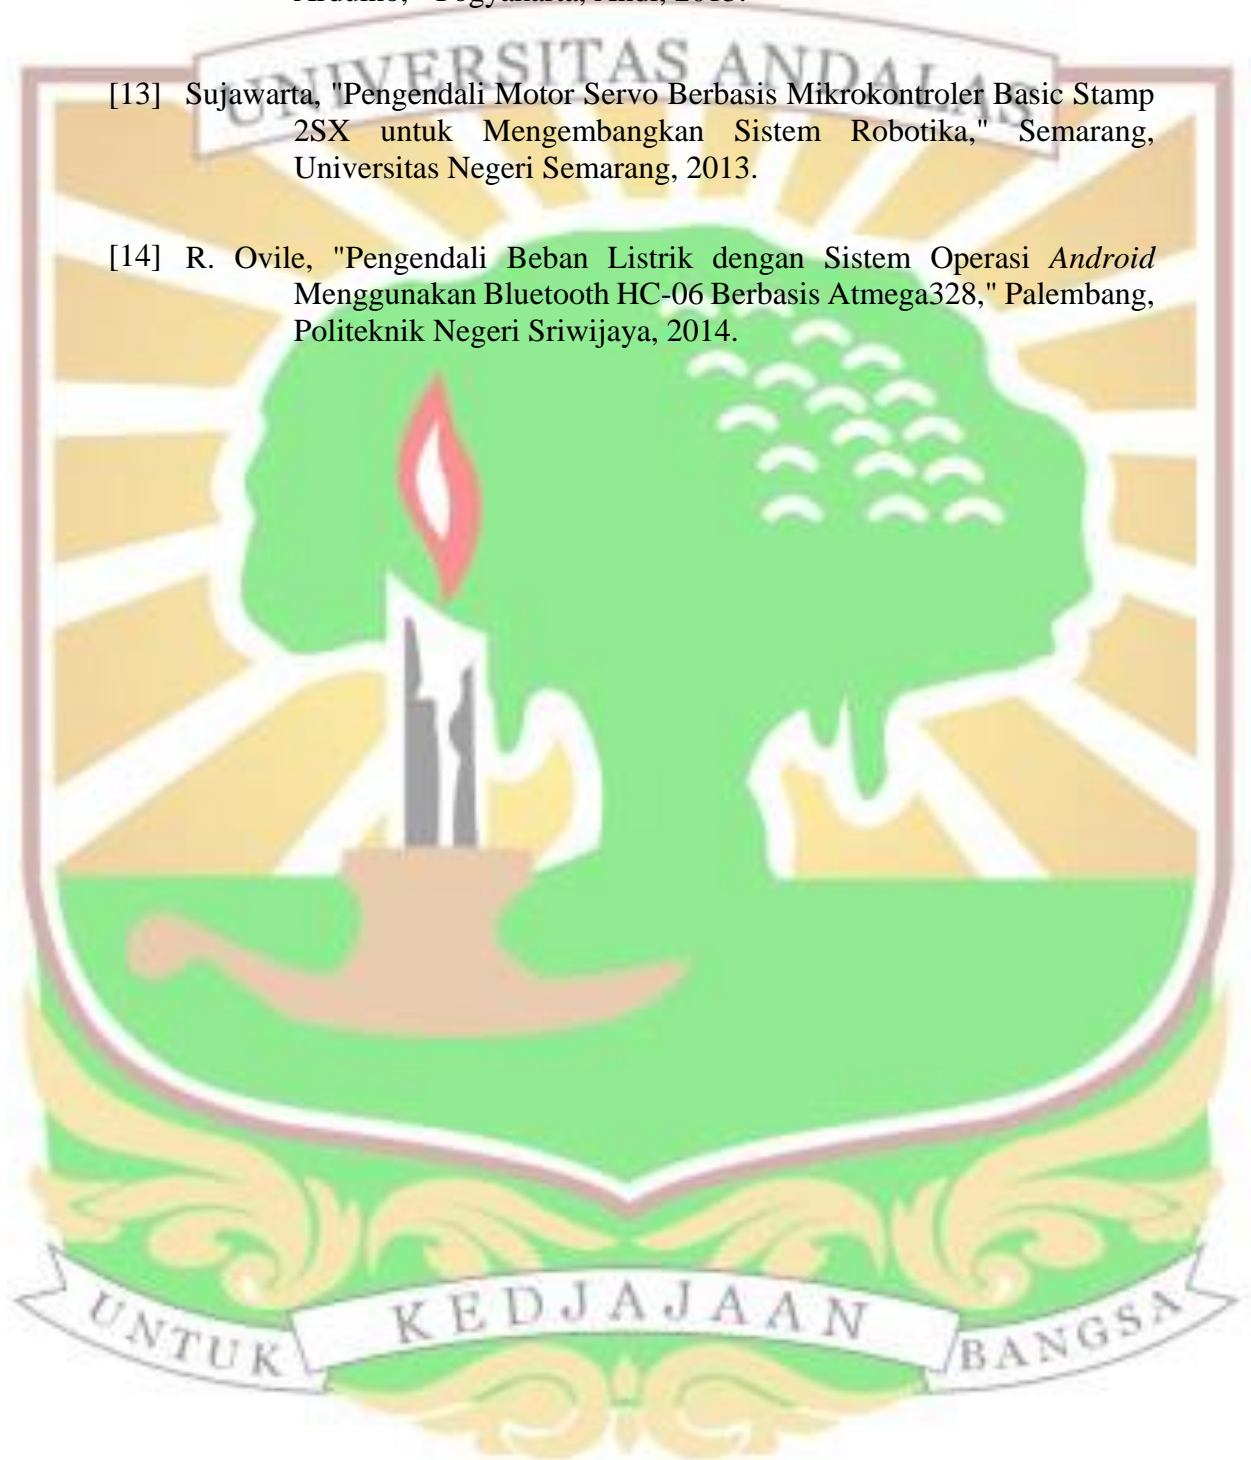 UNIVERSITAS ANDALAS
[13] Sujawarta, "Pengendali Motor Servo Berbasis Mikrokontroler Basic Stamp
2SX untuk Mengembangkan Sistem Robotika," Semarang,
Universitas Negeri Semarang, 2013.
[14] R. Ovile, "Pengendali Beban Listrik dengan Sistem Operasi Android
Menggunakan Bluetooth HC-06 Berbasis Atmega328," Palembang,
Politeknik Negeri Sriwijaya, 2014.
UNTUK KEDJAJAAN BANGSA